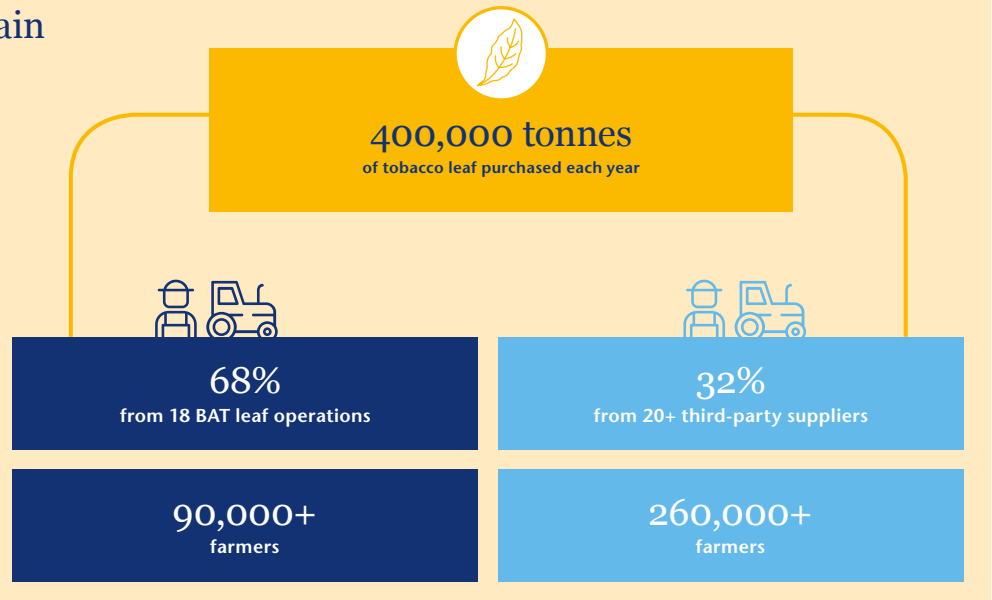 400,000 tonnes
of tobacco leaf purchased each year
68%
from 18 BAT leaf operations
32%
from 20+ third-party suppliers
90,000+
farmers
260,000+
farmers